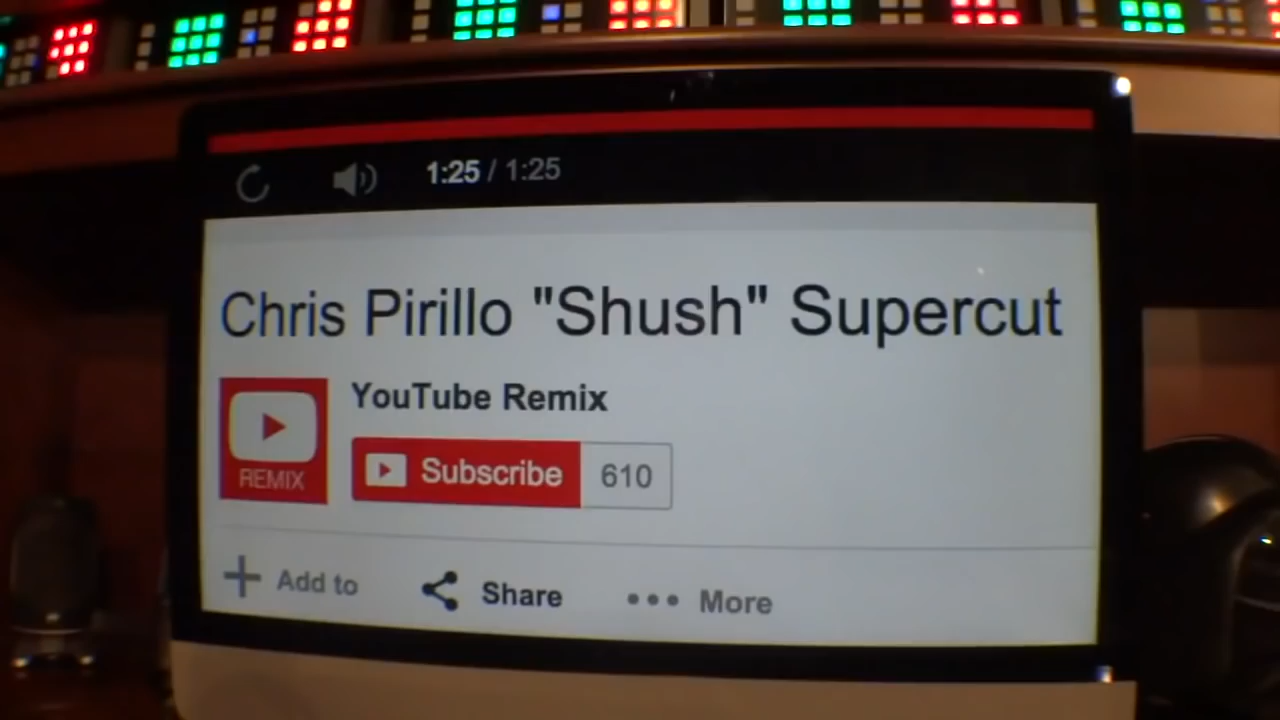 1:25 / 1:25
Chris Pirillo "Shush" Supercut
YouTube Remix
REMIX
Subscribe 610
Add to Share More